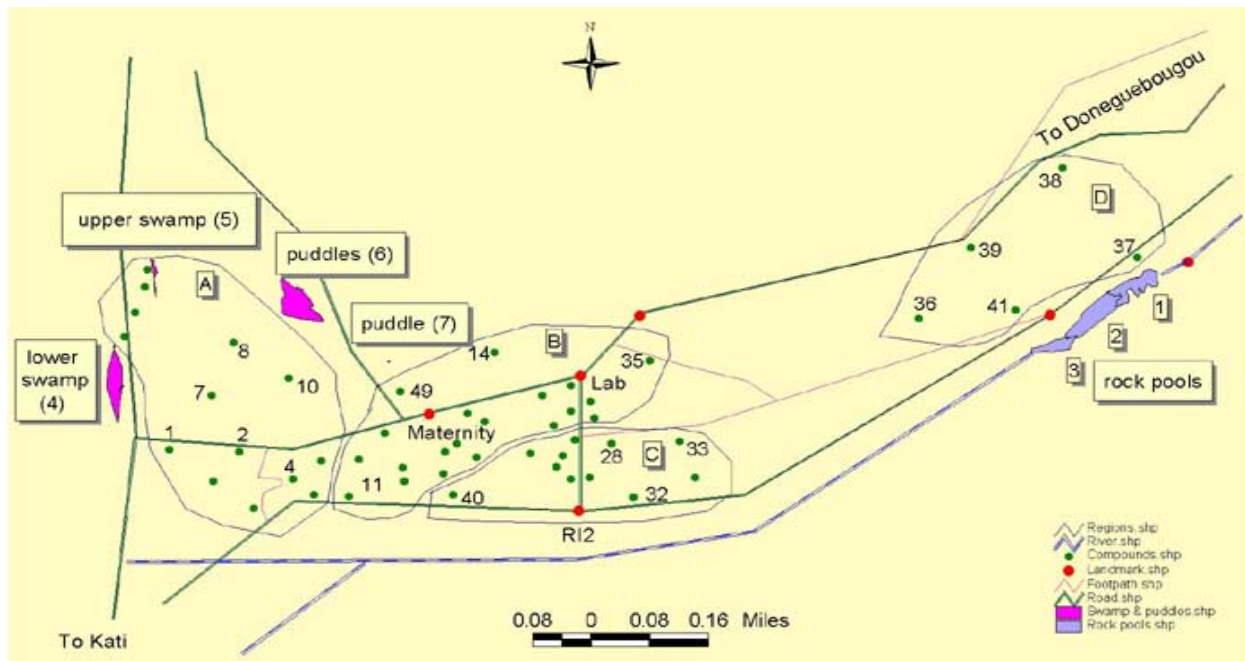 N
To Doneguebougou
38
upper swamp (5)
D
puddles (6)
39
37
A
36
41
1
puddle (7)
2
8
B
14
35
3
rock pools
lower
swamp
(4)
10
Lab
7
49
Maternity
1
2
28
C
33
4
11
40
32
RI2
Regions.shp
River.shp
Compounds.shp
Landmark.shp
Footpath.shp
Road.shp
Swamp & puddles.shp
Rock pools.shp
0.08 0 0.08 0.16 Miles
To Kati